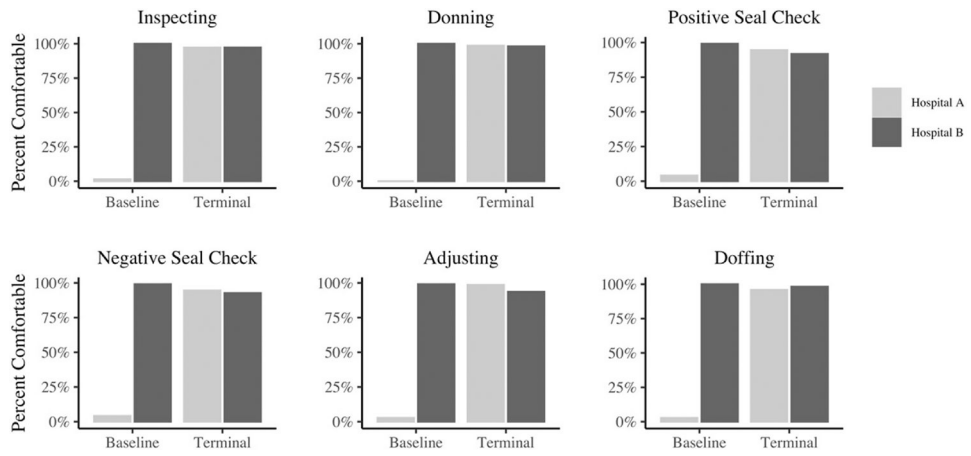 Inspecting
Donning
Positive Seal Check
Percent Comfortable
100%
75%
50%
25%
0%
Baseline Terminal
100%
75%
50%
25%
0%
Baseline Terminal
100%
75%
50%
25%
0%
Baseline Terminal
Hospital A
Hospital B
Negative Seal Check
Adjusting
Doffing
Percent Comfortable
100%
75%
50%
25%
0%
Baseline Terminal
100%
75%
50%
25%
0%
Baseline Terminal
100%
75%
50%
25%
0%
Baseline Terminal